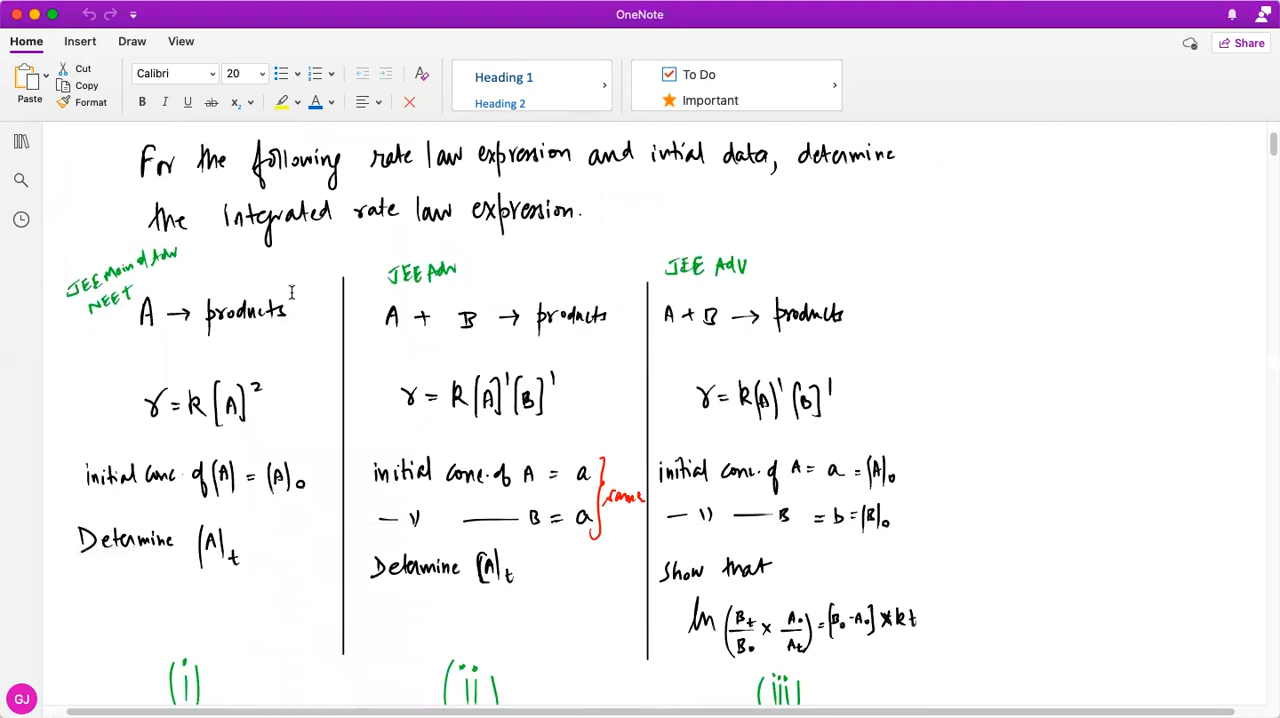 OneNote
Home Insert Draw View
Share
Paste
Cut
Copy
Format
Calibri 20
B I U ab x₂ A
Heading 1
Heading 2
To Do
Important
For the following rate law expression and intial data, determine
the integrated rate law expression.
JEE Main & Adv
NEET
A → products
r = k[A]²
initial conc. of [A] = [A]₀
Determine [A]t
(i)
JEE Adv
A + B → products
r = k[A]¹[B]¹
initial conc. of A = a
— 〃 —— B = a
same
Determine [A]t
(ii)
JEE Adv
A + B → products
r = k[A]¹[B]¹
initial conc. of A = a = [A]₀
— 〃 —— B = b = [B]₀
Show that
ln (Bt/B₀ × A₀/At) = [B₀ - A₀] * kt
(iii)
GJ